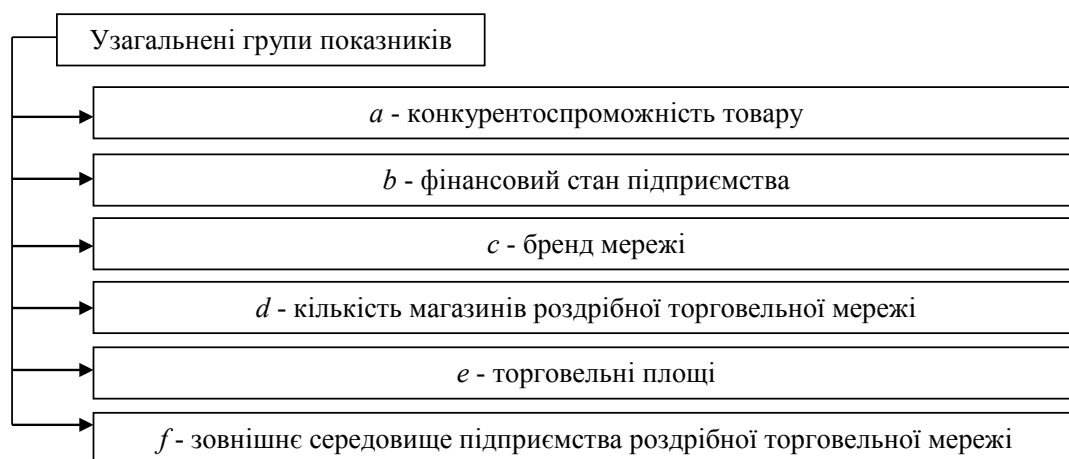 Узагальнені групи показників
a - конкурентоспроможність товару
b - фінансовий стан підприємства
c - бренд мережі
d - кількість магазинів роздрібної торговельної мережі
e - торговельні площі
f - зовнішнє середовище підприємства роздрібної торговельної мережі